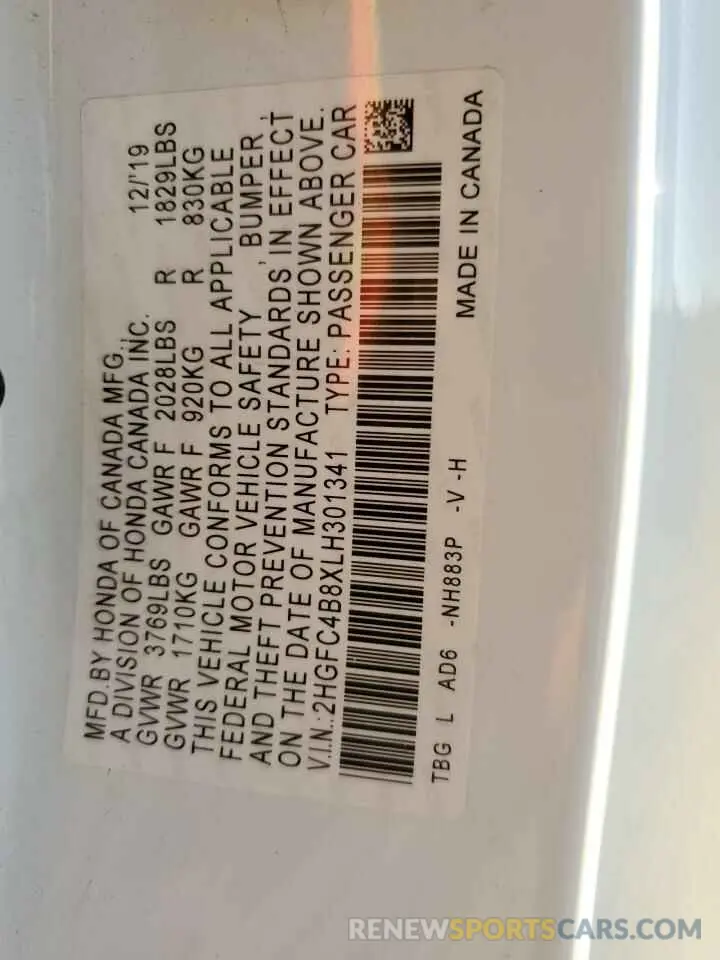 MFD.BY HONDA OF CANADA MFG.,
A DIVISION OF HONDA CANADA INC. 12/'19
GVWR 3769LBS GAWR F 2028LBS R 1829LBS
GVWR 1710KG GAWR F 920KG R 830KG
THIS VEHICLE CONFORMS TO ALL APPLICABLE
FEDERAL MOTOR VEHICLE SAFETY , BUMPER ,
AND THEFT PREVENTION STANDARDS IN EFFECT
ON THE DATE OF MANUFACTURE SHOWN ABOVE.
V.I.N.:2HGFC4B8XLH301341 TYPE: PASSENGER CAR
TBG L AD6 -NH883P -V -H
MADE IN CANADA
RENEWSPORTSCARS.COM